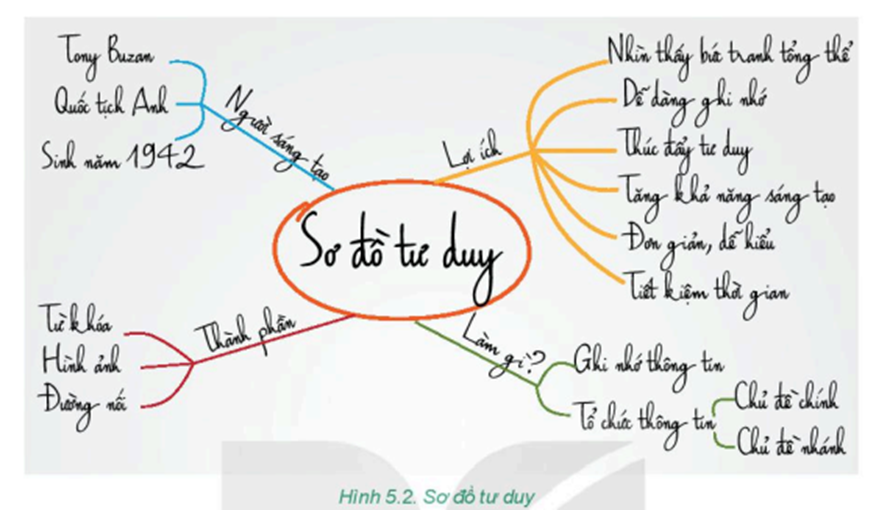 Tony Buzan
Quốc tịch Anh
Sinh năm 1942
Người sáng tạo
Lợi ích
Nhìn thấy bức tranh tổng thể
Dễ dàng ghi nhớ
Thúc đẩy tư duy
Tăng khả năng sáng tạo
Đơn giản, dễ hiểu
Tiết kiệm thời gian
Sơ đồ tư duy
Thành phần
Từ khóa
Hình ảnh
Đường nối
Làm gì?
Ghi nhớ thông tin
Tổ chức thông tin
Chủ đề chính
Chủ đề nhánh
Hình 5.2. Sơ đồ tư duy